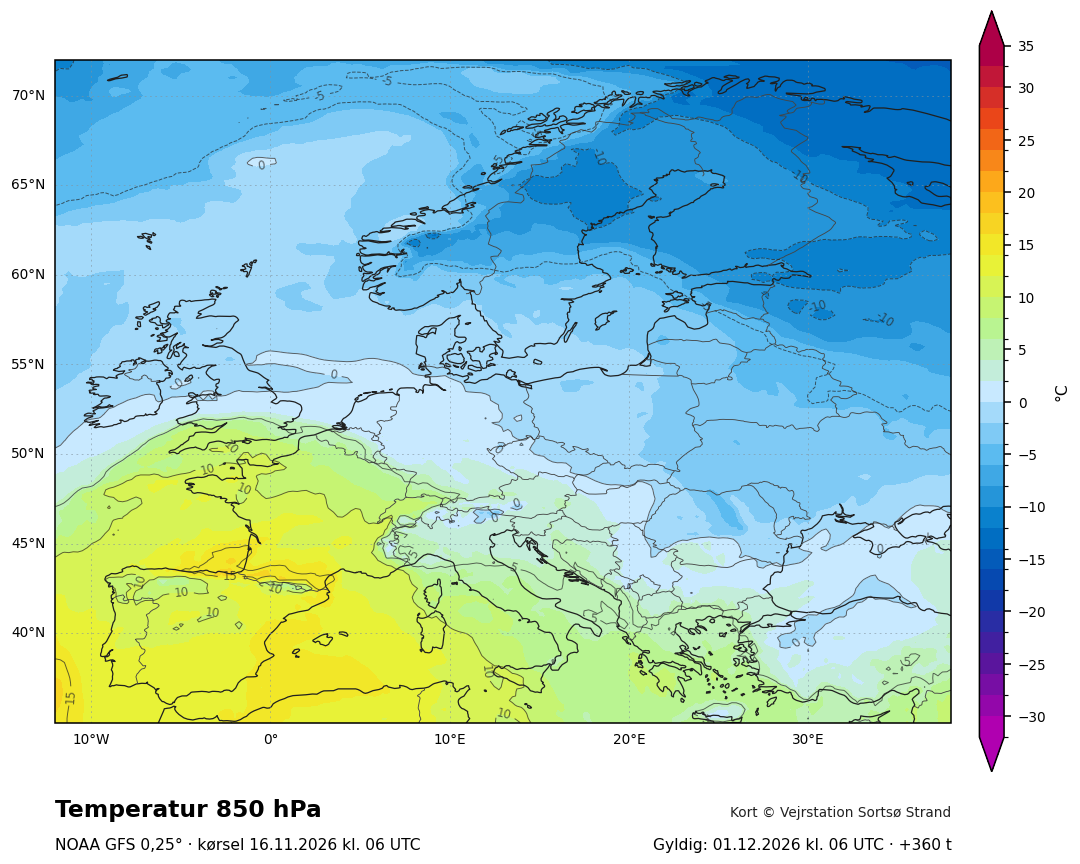 70°N
65°N
60°N
55°N
50°N
45°N
40°N
10°W 0° 10°E 20°E 30°E
35
30
25
20
15
10
5
0
−5
−10
−15
−20
−25
−30
°C
Temperatur 850 hPa
Kort © Vejrstation Sortsø Strand
NOAA GFS 0,25° · kørsel 16.11.2026 kl. 06 UTC
Gyldig: 01.12.2026 kl. 06 UTC · +360 t